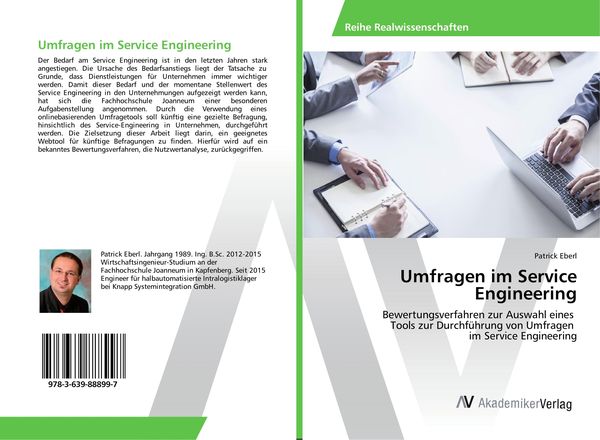 Umfragen im Service Engineering
Der Bedarf am Service Engineering ist in den letzten Jahren stark
angestiegen. Die Ursache des Bedarfsanstiegs liegt der Tatsache zu
Grunde, dass Dienstleistungen für Unternehmen immer wichtiger
werden. Damit dieser Bedarf und der momentane Stellenwert des
Service Engineering in den Unternehmungen aufgezeigt werden kann,
hat sich die Fachhochschule Joanneum einer besonderen
Aufgabenstellung angenommen. Durch die Verwendung eines
onlinebasierenden Umfragetools soll künftig eine gezielte Befragung,
hinsichtlich des Service-Engineering in Unternehmen, durchgeführt
werden. Die Zielsetzung dieser Arbeit liegt darin, ein geeignetes
Webtool für künftige Befragungen zu finden. Hierfür wird auf ein
bekanntes Bewertungsverfahren, die Nutzwertanalyse, zurückgegriffen.
Patrick Eberl. Jahrgang 1989. Ing. B.Sc. 2012-2015
Wirtschaftsingenieur-Studium an der
Fachhochschule Joanneum in Kapfenberg. Seit 2015
Engineer für halbautomatisierte Intralogistiklager
bei Knapp Systemintegration GmbH.
978-3-639-88899-7
Reihe Realwissenschaften
Patrick Eberl
Umfragen im Service
Engineering
Bewertungsverfahren zur Auswahl eines
Tools zur Durchführung von Umfragen
im Service Engineering
AV AkademikerVerlag